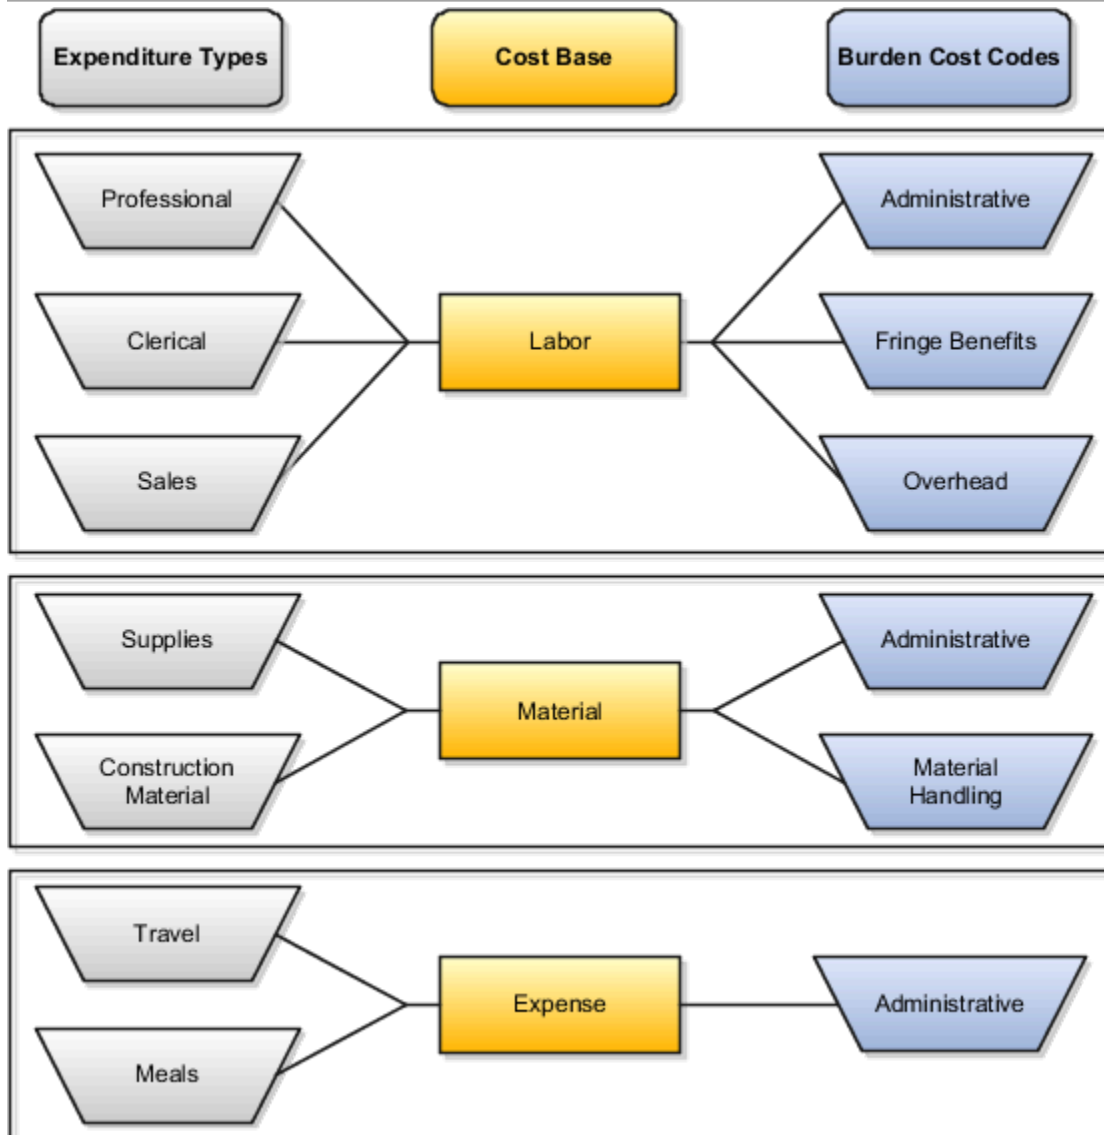 Expenditure Types
Cost Base
Burden Cost Codes
Professional
Administrative
Clerical
Labor
Fringe Benefits
Sales
Overhead
Supplies
Administrative
Material
Construction
Material
Material
Handling
Travel
Expense
Administrative
Meals